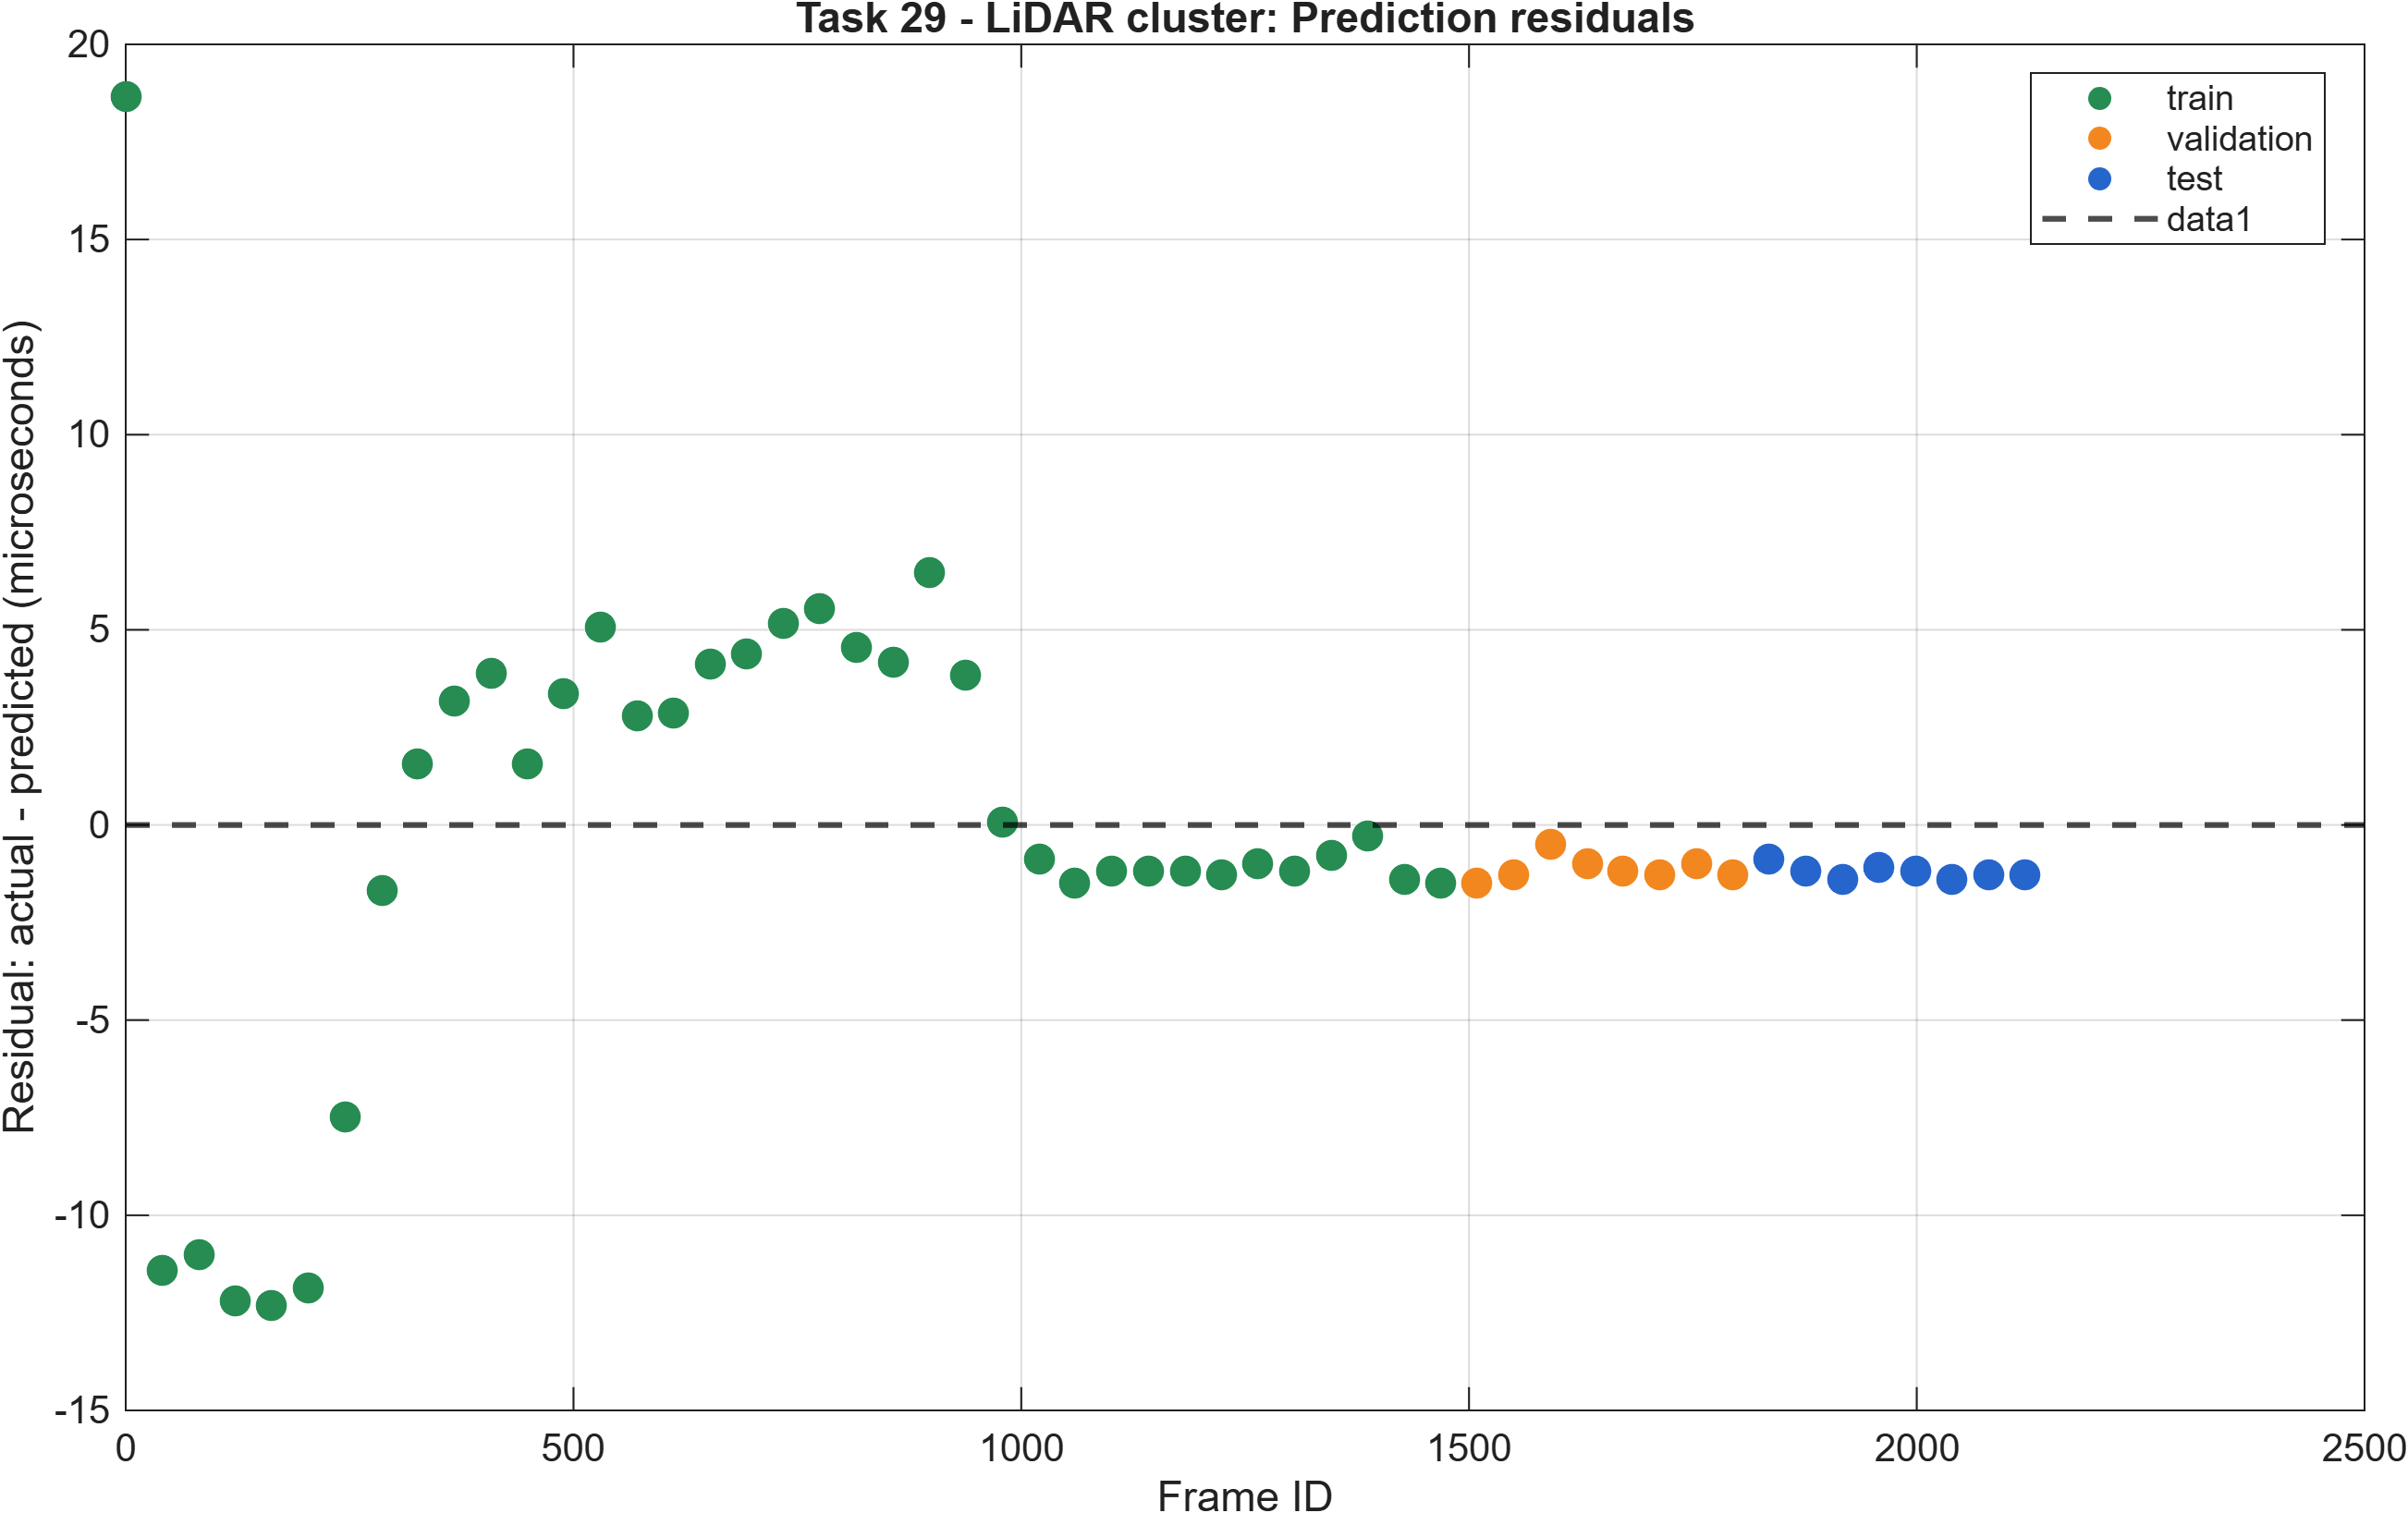 Task 29 - LiDAR cluster: Prediction residuals
20
15
10
5
0
-5
-10
-15
Residual: actual - predicted (microseconds)
train
validation
test
data1
0 500 1000 1500 2000 2500
Frame ID